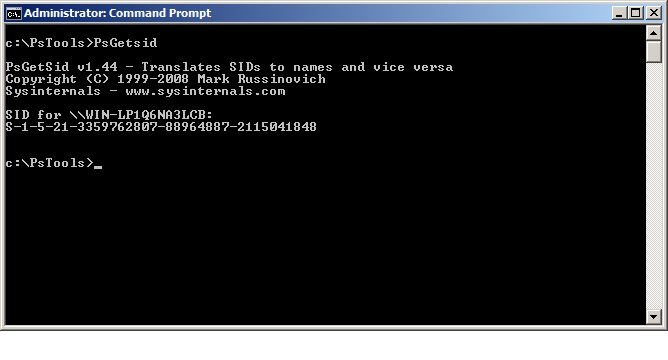 Administrator: Command Prompt
c:\PsTools>PsGetsid
PsGetSid v1.44 - Translates SIDs to names and vice versa
Copyright (C) 1999-2008 Mark Russinovich
Sysinternals - www.sysinternals.com
SID for \\WIN-LP1Q6NA3LCB:
S-1-5-21-3359762807-88964887-2115041848
c:\PsTools>_